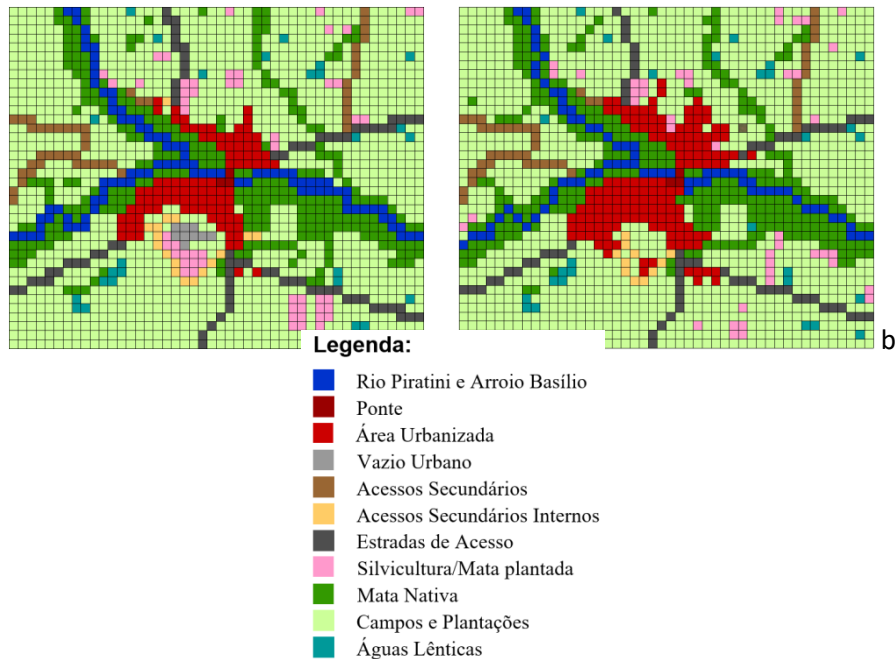 b
Legenda:
Rio Piratini e Arroio Basílio
Ponte
Área Urbanizada
Vazio Urbano
Acessos Secundários
Acessos Secundários Internos
Estradas de Acesso
Silvicultura/Mata plantada
Mata Nativa
Campos e Plantações
Águas Lênticas